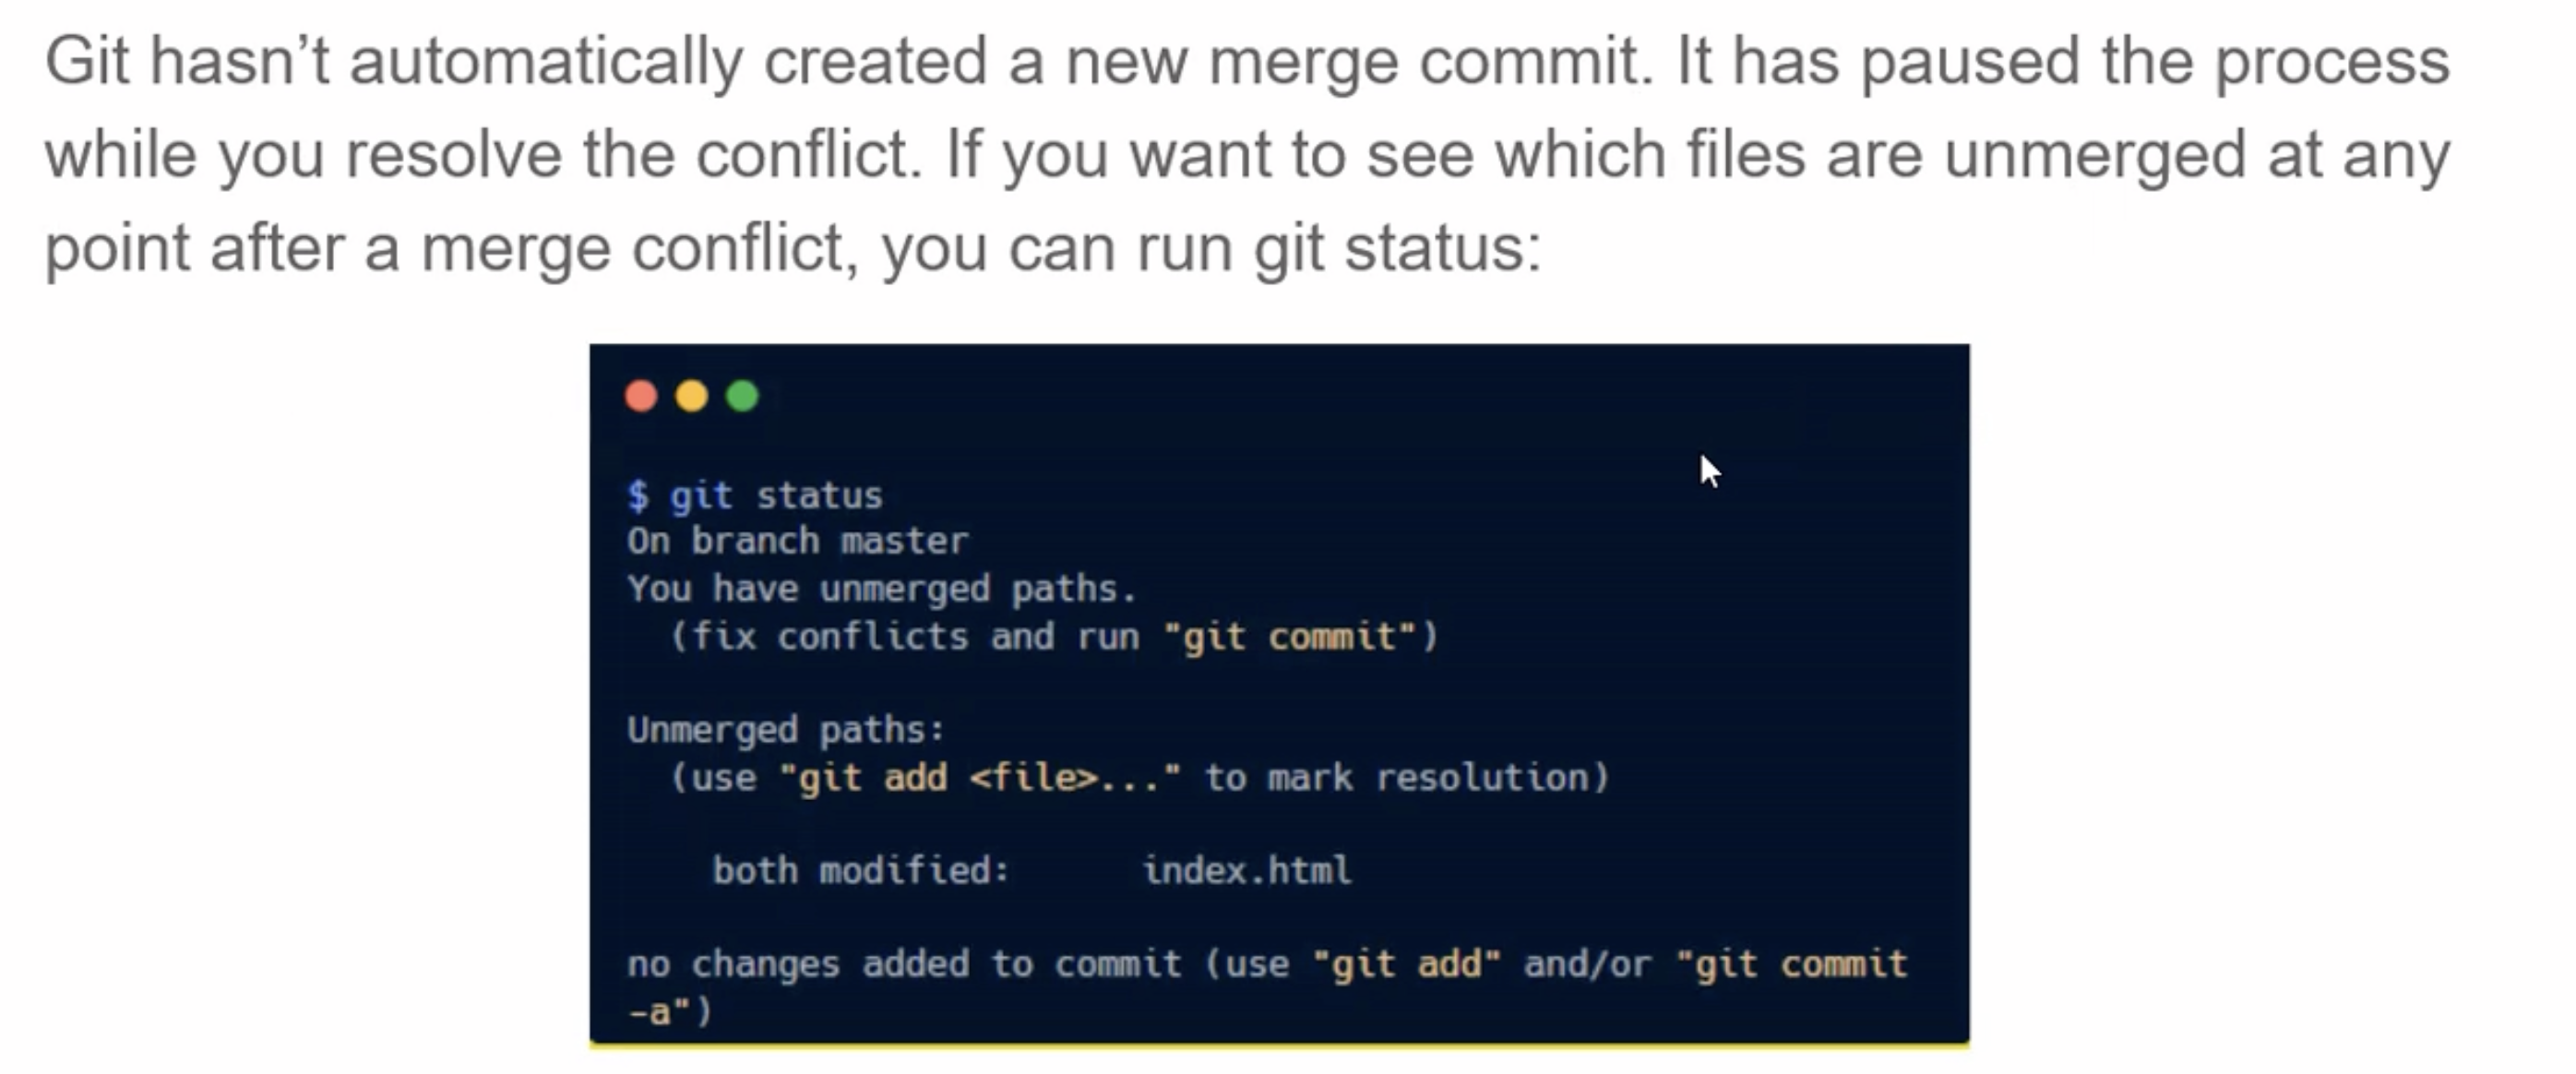 Git hasn’t automatically created a new merge commit. It has paused the process
while you resolve the conflict. If you want to see which files are unmerged at any
point after a merge conflict, you can run git status:
$ git status
On branch master
You have unmerged paths.
(fix conflicts and run "git commit")
Unmerged paths:
(use "git add <file>..." to mark resolution)
both modified: index.html
no changes added to commit (use "git add" and/or "git commit
-a")